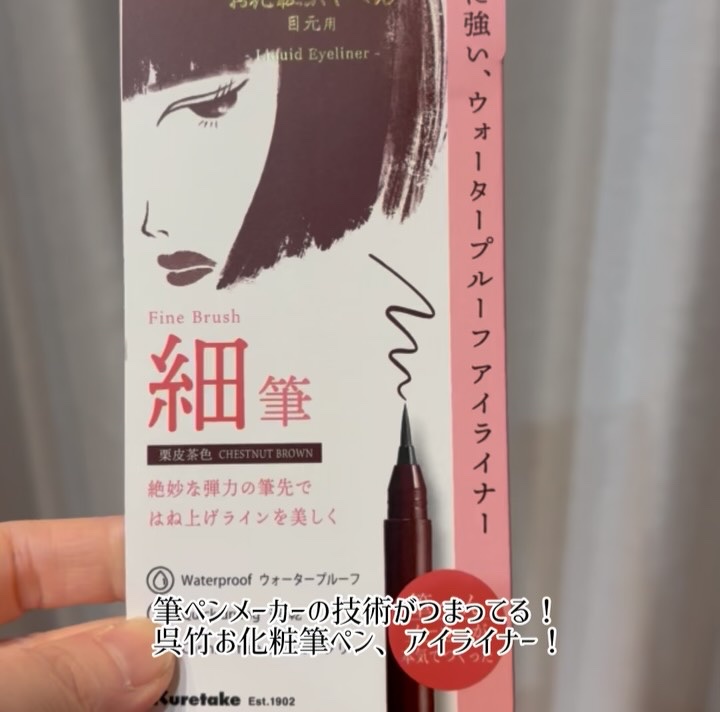 目元用
- Liquid Eyeliner -
に強い、ウォータープルーフ アイライナー
Fine Brush
細筆
栗皮茶色 CHESTNUT BROWN
絶妙な弾力の筆先で
はね上げラインを美しく
Waterproof ウォータープルーフ
筆ペンメーカーの技術がつまってる！
呉竹お化粧筆ペン、アイライナー！
Kuretake Est.1902